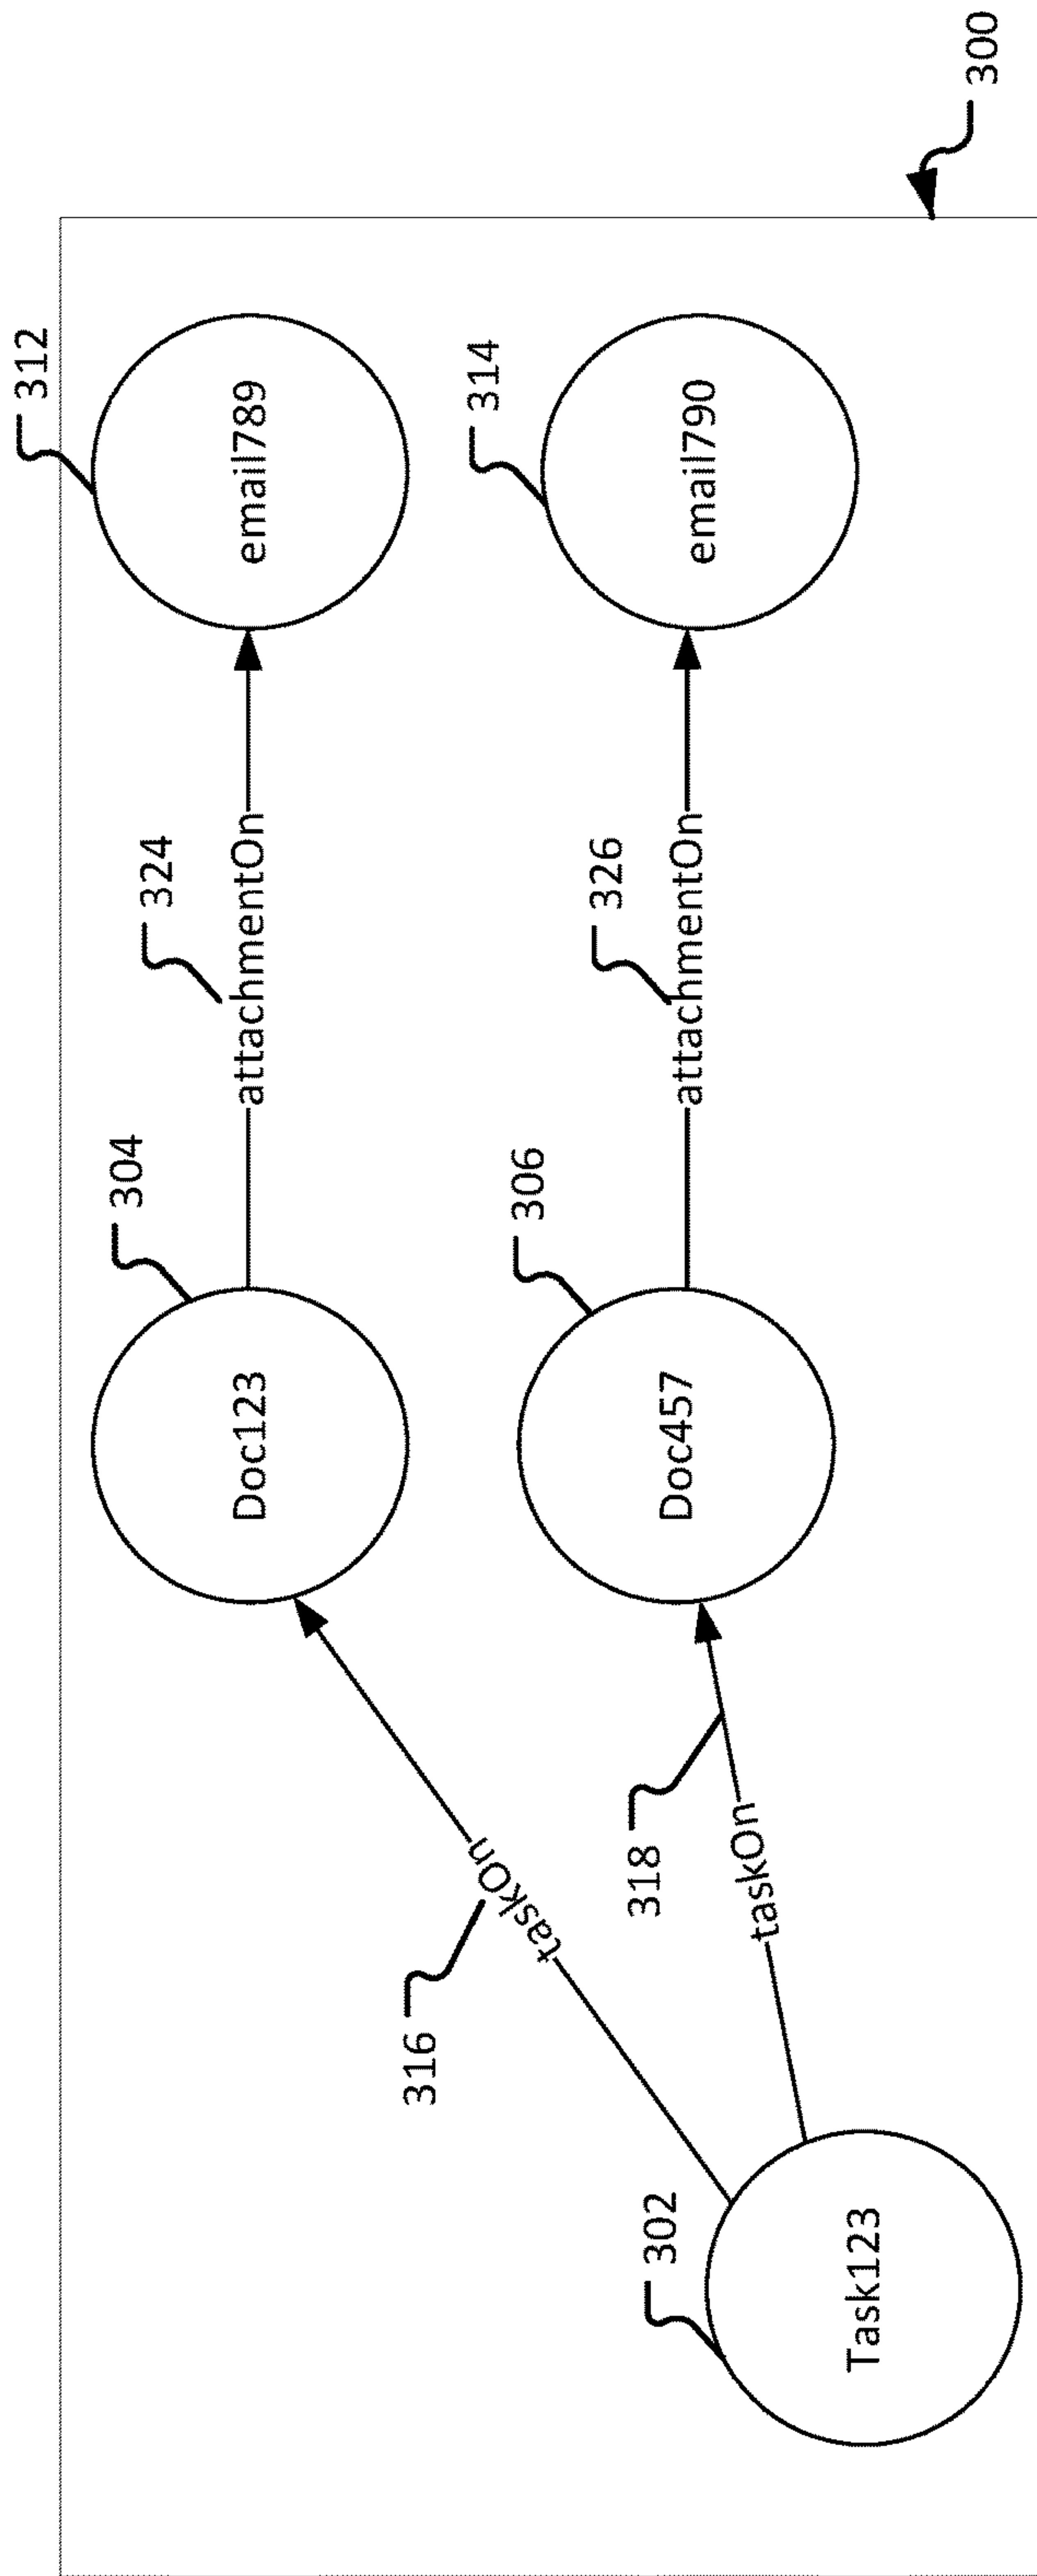 300
312
email789
314
email790
324
attachmentOn
326
attachmentOn
304
Doc123
306
Doc457
316
taskOn
318
taskOn
302
Task123